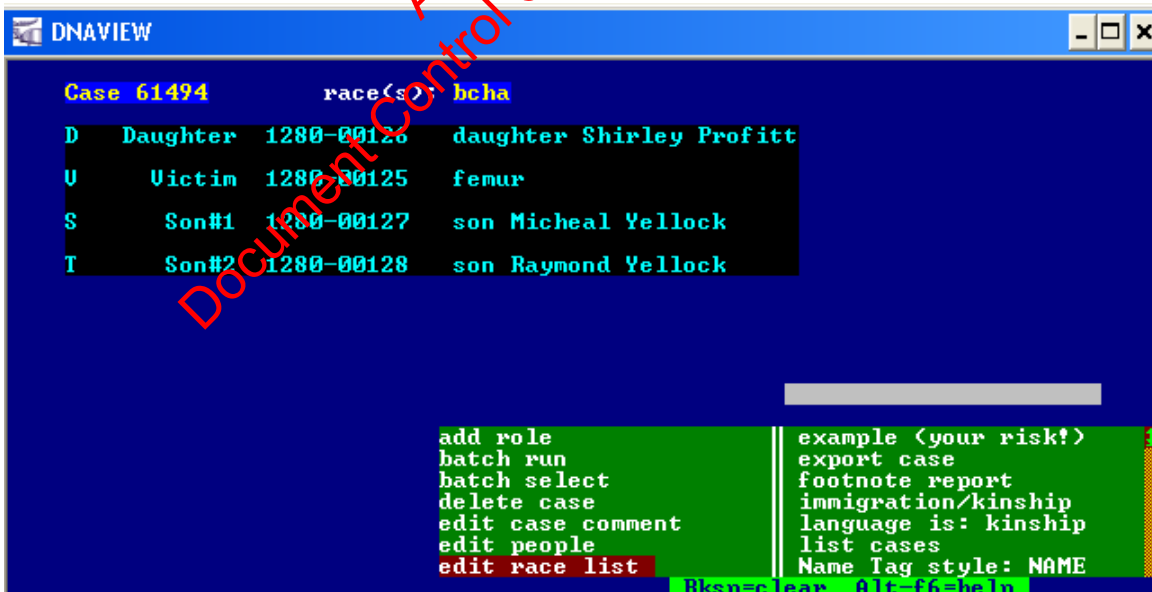 DNAVIEW
Case 61494 race(s): bcha
D Daughter 1280-00126 daughter Shirley Profitt
V Victim 1280-00125 femur
S Son#1 1280-00127 son Micheal Yellock
T Son#2 1280-00128 son Raymond Yellock
Document Control
add role
batch run
batch select
delete case
edit case comment
edit people
edit race list
example (your risk!)
export case
footnote report
immigration/kinship
language is: kinship
list cases
Name Tag style: NAME
Bksp=clear Alt-f6=help